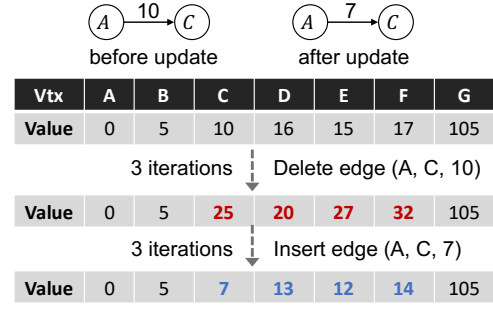 A 10 C A 7 C
before update after update
Vtx A B C D E F G
Value 0 5 10 16 15 17 105
3 iterations Delete edge (A, C, 10)
Value 0 5 25 20 27 32 105
3 iterations Insert edge (A, C, 7)
Value 0 5 7 13 12 14 105